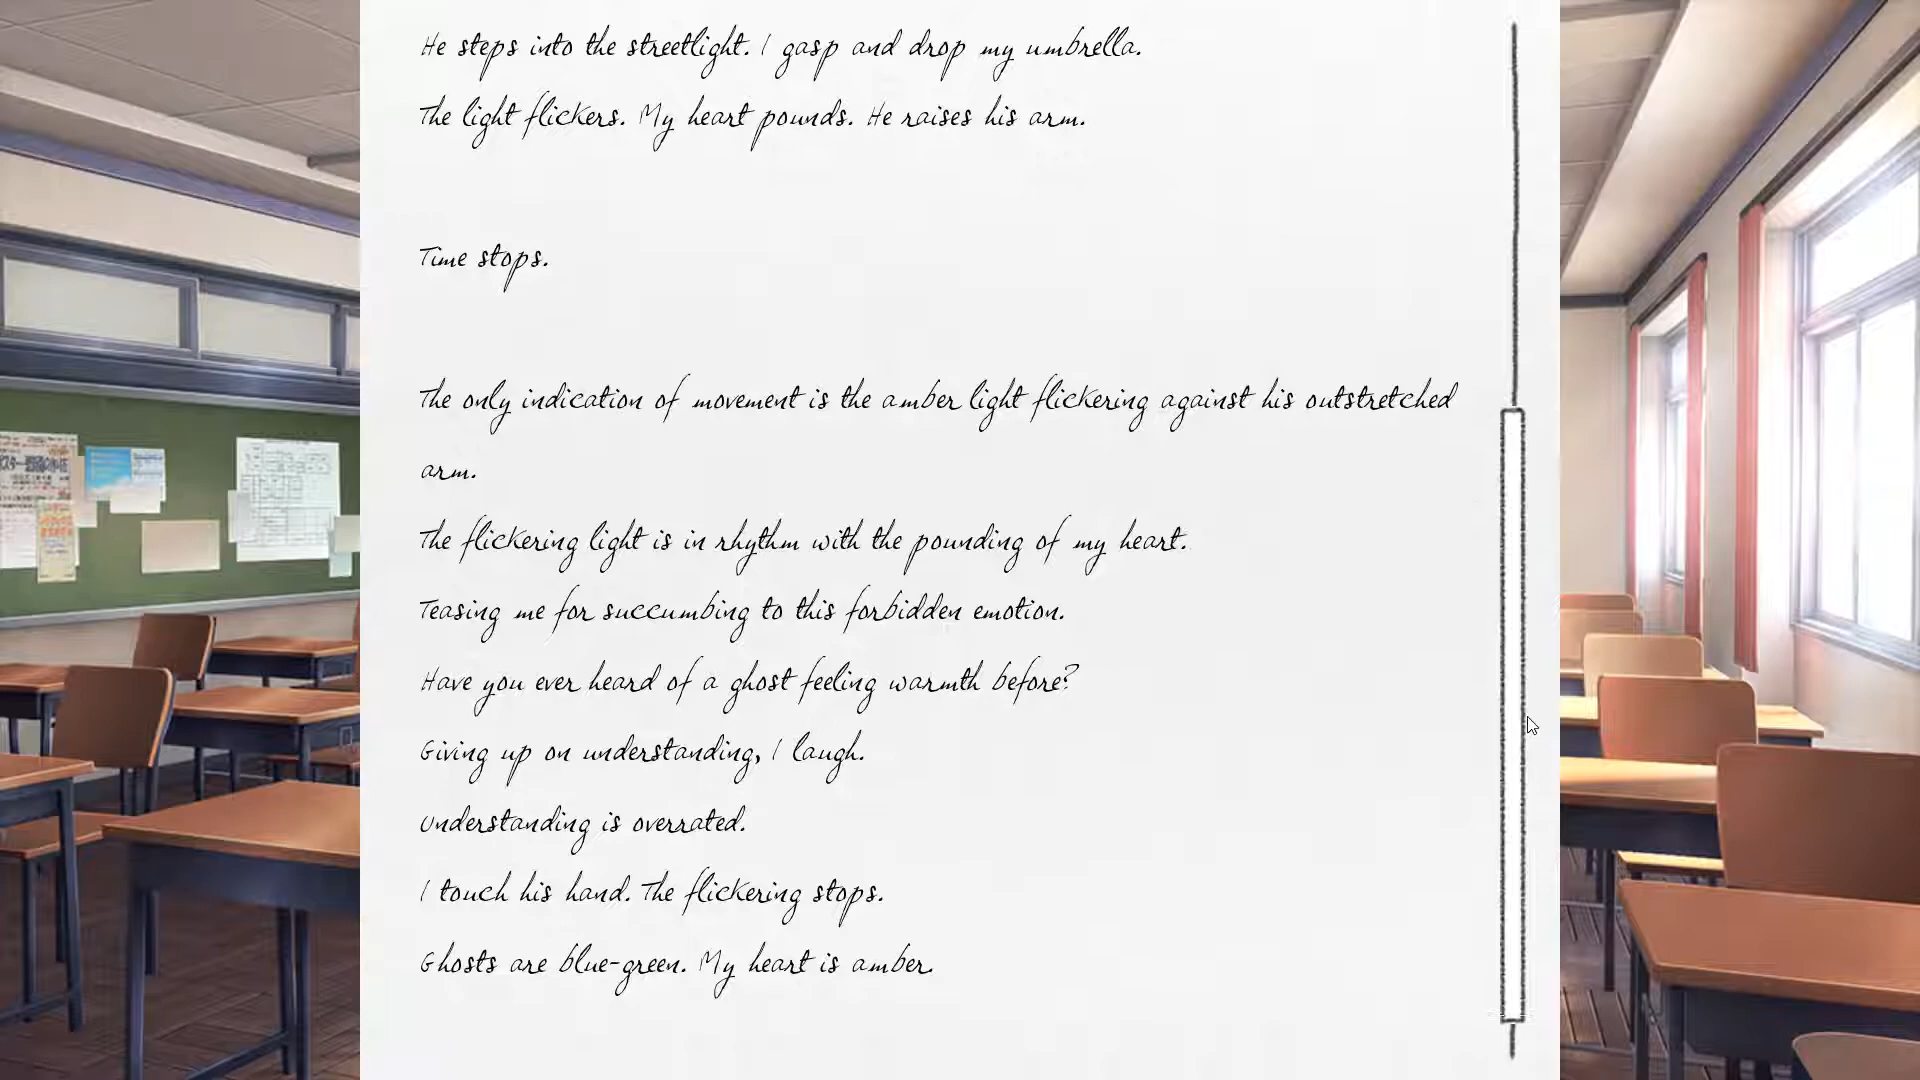 He steps into the streetlight. I gasp and drop my umbrella.
The light flickers. My heart pounds. He raises his arm.
Time stops.
The only indication of movement is the amber light flickering against his outstretched
arm.
The flickering light is in rhythm with the pounding of my heart.
Teasing me for succumbing to this forbidden emotion.
Have you ever heard of a ghost feeling warmth before?
Giving up on understanding, I laugh.
Understanding is overrated.
I touch his hand. The flickering stops.
Ghosts are blue-green. My heart is amber.